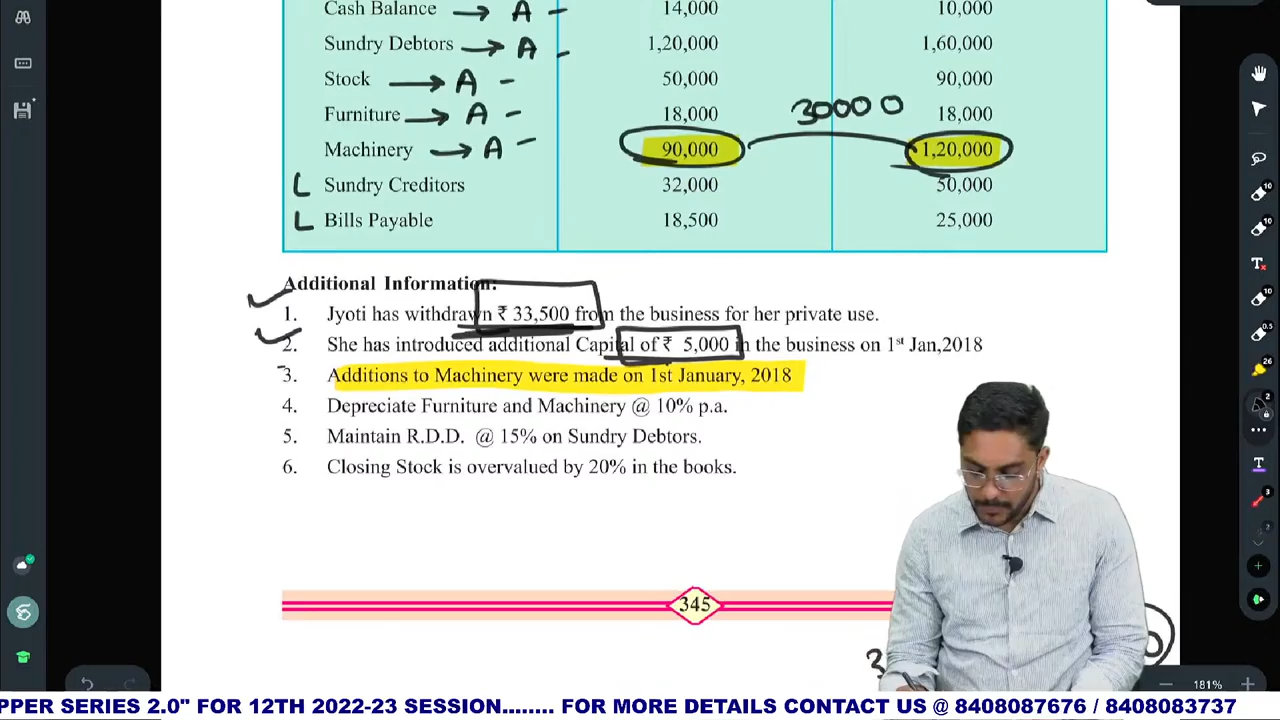 Cash Balance → A - 14,000 10,000
Sundry Debtors → A - 1,20,000 1,60,000
Stock → A - 50,000 90,000
30000
Furniture → A - 18,000 18,000
Machinery → A - 90,000 1,20,000
L Sundry Creditors 32,000 50,000
L Bills Payable 18,500 25,000
Additional Information:
1. Jyoti has withdrawn ₹ 33,500 from the business for her private use.
2. She has introduced additional Capital of ₹ 5,000 in the business on 1st Jan,2018
3. Additions to Machinery were made on 1st January, 2018
4. Depreciate Furniture and Machinery @ 10% p.a.
5. Maintain R.D.D. @ 15% on Sundry Debtors.
6. Closing Stock is overvalued by 20% in the books.
345
3
181%
PPER SERIES 2.0" FOR 12TH 2022-23 SESSION........ FOR MORE DETAILS CONTACT US @ 8408087676 / 8408083737